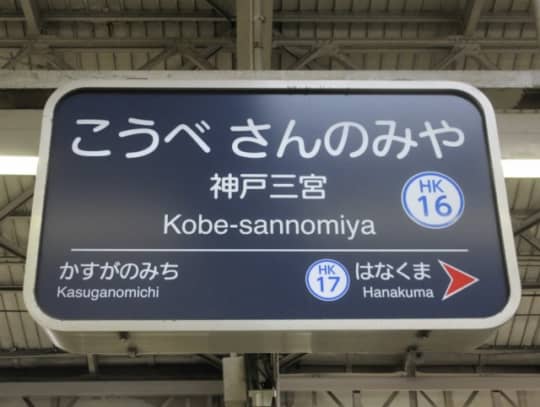 こうべ さんのみや
神戸三宮
HK
16
Kobe-sannomiya
かすがのみち
Kasuganomichi
HK
17
はなくま
Hanakuma